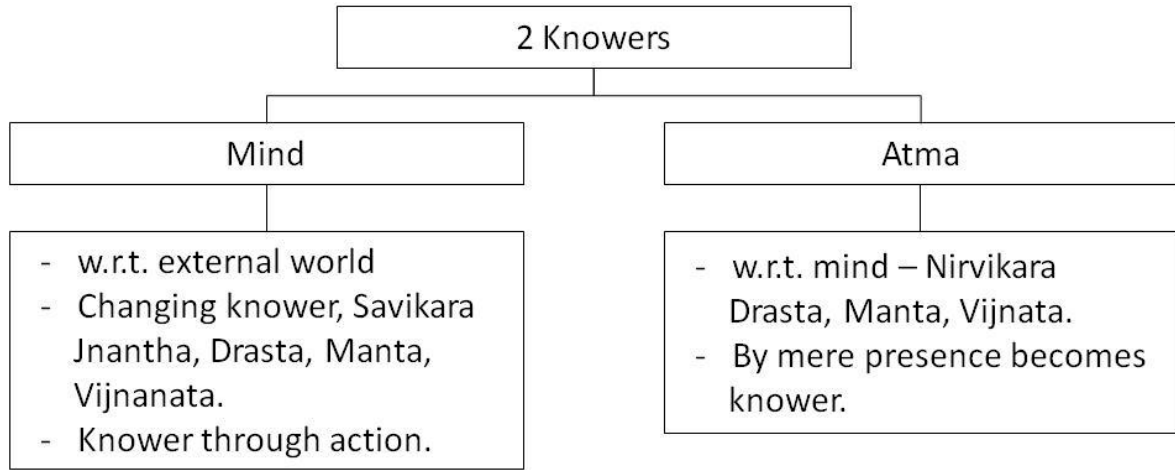 2 Knowers
Mind
Atma
- w.r.t. external world
- Changing knower, Savikara
Jnantha, Drasta, Manta,
Vijnanata.
- Knower through action.
- w.r.t. mind – Nirvikara
Drasta, Manta, Vijnata.
- By mere presence becomes
knower.